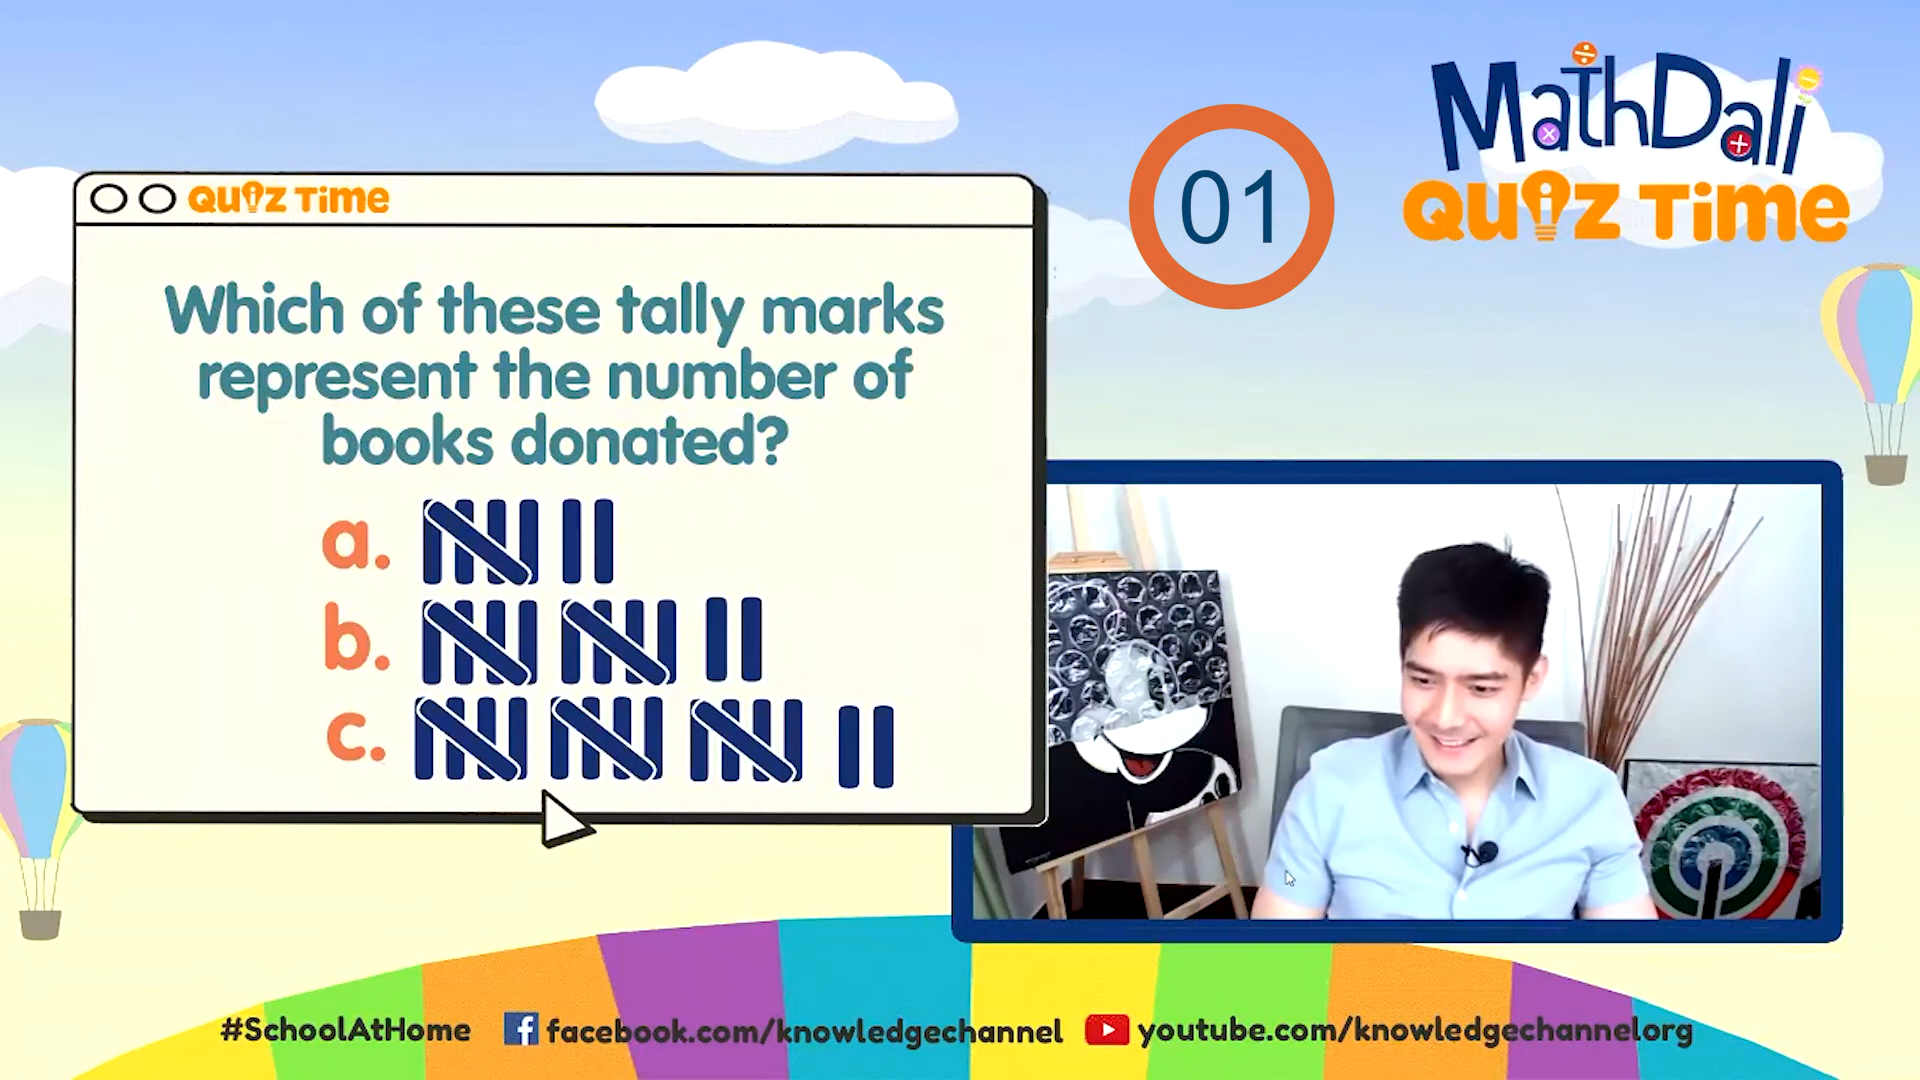 MathDali
QUIZ TIME
01
QUIZ TIME
Which of these tally marks
represent the number of
books donated?
a.
b.
c.
#SchoolAtHome facebook.com/knowledgechannel youtube.com/knowledgechannelorg